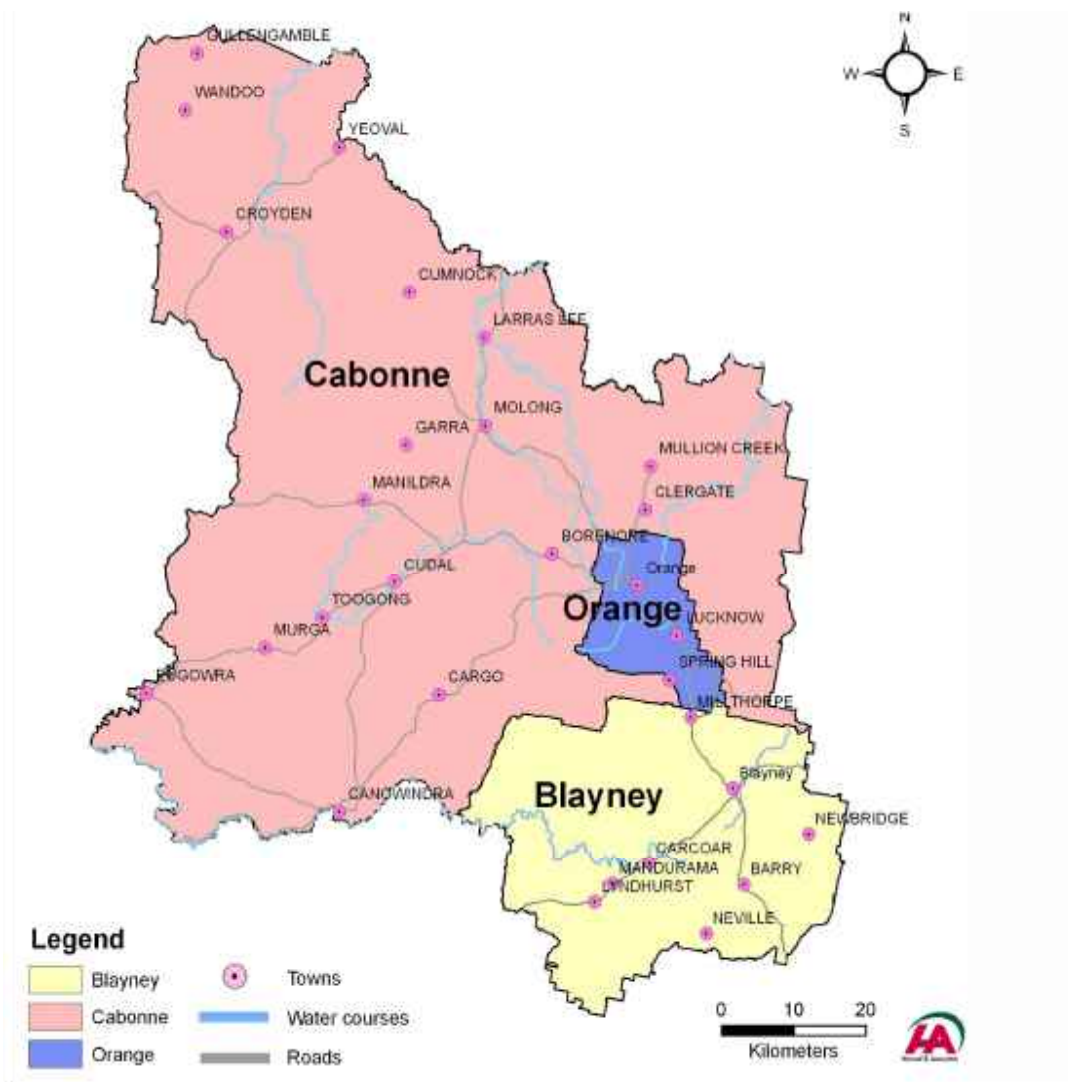 N
W E
S
GULLENGAMBLE
WANDOO
YEOVAL
CROYDEN
CUMNOCK
LARRAS LEE
Cabonne
MOLONG
GARRA
MULLION CREEK
MANILDRA
CLERGATE
BORENORE
CUDAL
Orange
TOOGONG
Orange
LUCKNOW
MURGA
SPRING HILL
EUGOWRA
CARGO
MILLTHORPE
Blayney
Blayney
CANOWINDRA
NEWBRIDGE
CARCOAR
MANDURAMA
BARRY
LYNDHURST
NEVILLE
Legend
Blayney
Towns
Cabonne
Water courses
Orange
Roads
0 10 20
Kilometers
HA